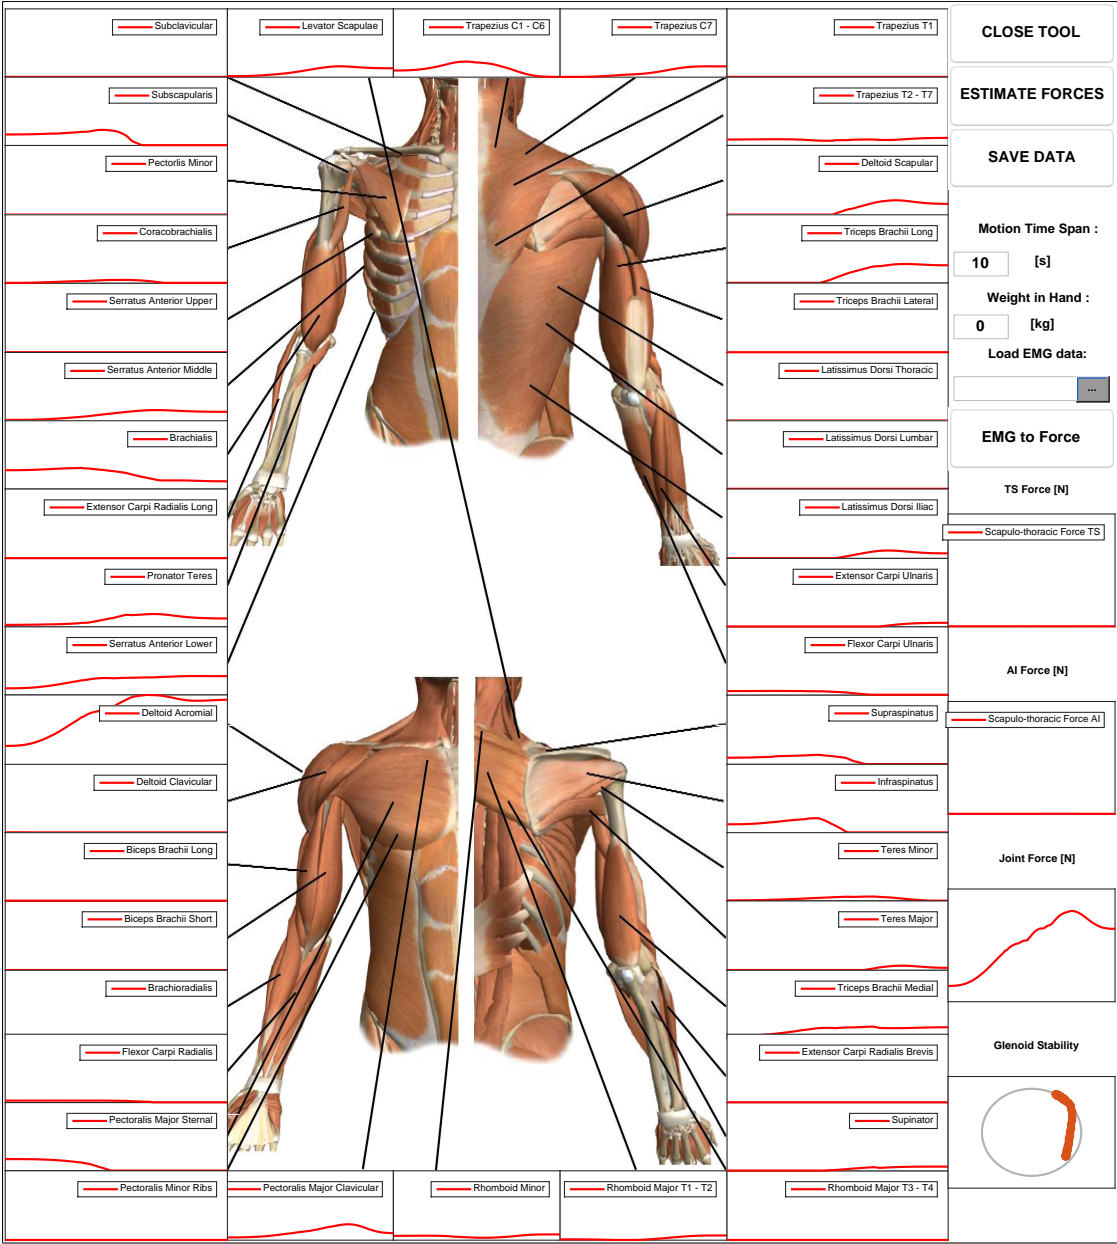 Subclavicular
Levator Scapulae
Trapezius C1 - C6
Trapezius C7
Trapezius T1
CLOSE TOOL
Subscapularis
Trapezius T2 - T7
ESTIMATE FORCES
Pectorlis Minor
Deltoid Scapular
SAVE DATA
Coracobrachialis
Triceps Brachii Long
Motion Time Span :
10 [s]
Serratus Anterior Upper
Triceps Brachii Lateral
Weight in Hand :
0 [kg]
Serratus Anterior Middle
Latissimus Dorsi Thoracic
Load EMG data:
...
Brachialis
Latissimus Dorsi Lumbar
EMG to Force
Extensor Carpi Radialis Long
Latissimus Dorsi Iliac
TS Force [N]
Scapulo-thoracic Force TS
Pronator Teres
Extensor Carpi Ulnaris
Serratus Anterior Lower
Flexor Carpi Ulnaris
AI Force [N]
Deltoid Acromial
Supraspinatus
Scapulo-thoracic Force AI
Deltoid Clavicular
Infraspinatus
Biceps Brachii Long
Teres Minor
Joint Force [N]
Biceps Brachii Short
Teres Major
Brachioradialis
Triceps Brachii Medial
Flexor Carpi Radialis
Extensor Carpi Radialis Brevis
Glenoid Stability
Pectoralis Major Sternal
Supinator
Pectoralis Minor Ribs
Pectoralis Major Clavicular
Rhomboid Minor
Rhomboid Major T1 - T2
Rhomboid Major T3 - T4